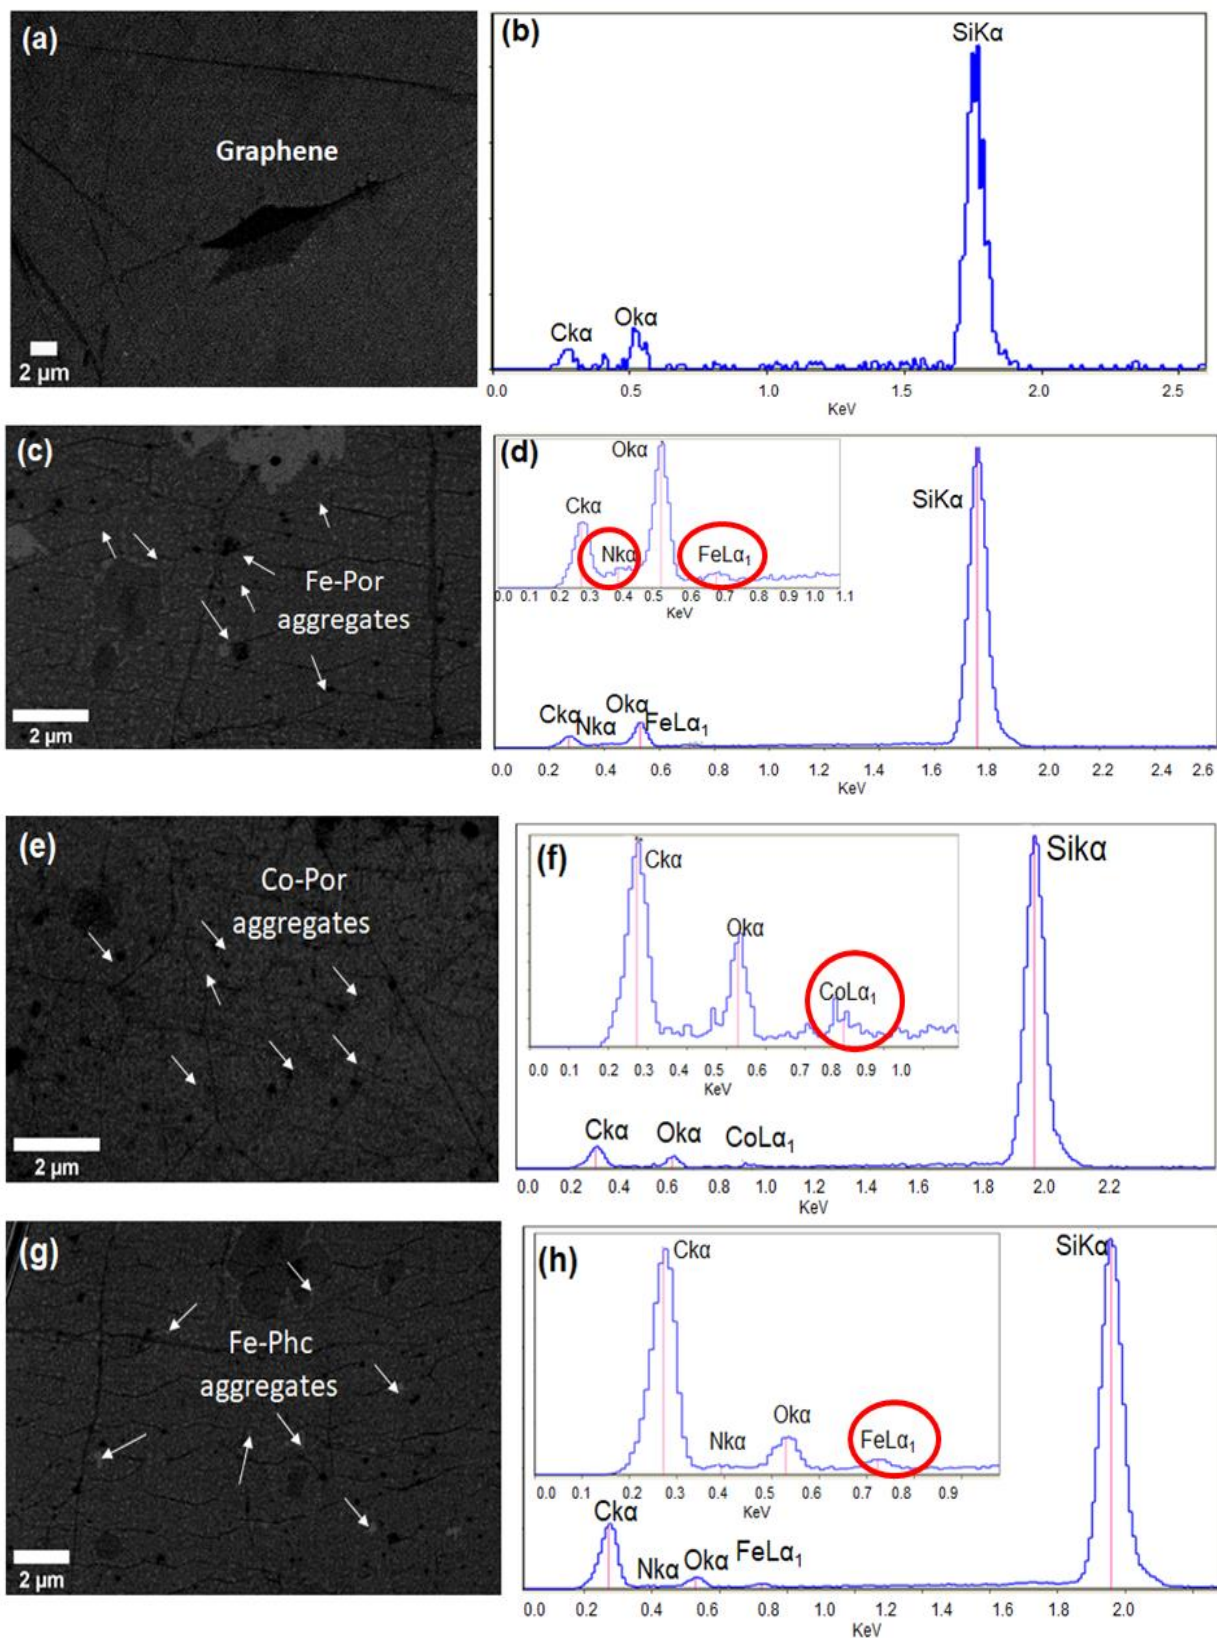 (a)
Graphene
2 µm
(b)
SiKα
Ckα
Okα
0.0 0.5 1.0 1.5 2.0 2.5
KeV
(c)
Fe-Por
aggregates
2 µm
(d)
Okα
Ckα
Nkα
FeLα₁
0.0 0.1 0.2 0.3 0.4 0.5 0.6 0.7 0.8 0.9 1.0 1.1
KeV
SiKα
Ckα
Nkα
Okα
FeLα₁
0.0 0.2 0.4 0.6 0.8 1.0 1.2 1.4 1.6 1.8 2.0 2.2 2.4 2.6
KeV
(e)
Co-Por
aggregates
2 µm
(f)
Ckα
Okα
CoLα₁
0.0 0.1 0.2 0.3 0.4 0.5 0.6 0.7 0.8 0.9 1.0
KeV
Sikα
Ckα
Okα
CoLα₁
0.0 0.2 0.4 0.6 0.8 1.0 1.2 1.4 1.6 1.8 2.0 2.2
KeV
(g)
Fe-Phc
aggregates
2 µm
(h)
Ckα
Nkα
Okα
FeLα₁
0.0 0.1 0.2 0.3 0.4 0.5 0.6 0.7 0.8 0.9
KeV
SiKα
Ckα
Nkα
Okα
FeLα₁
0.0 0.2 0.4 0.6 0.8 1.0 1.2 1.4 1.6 1.8 2.0
KeV